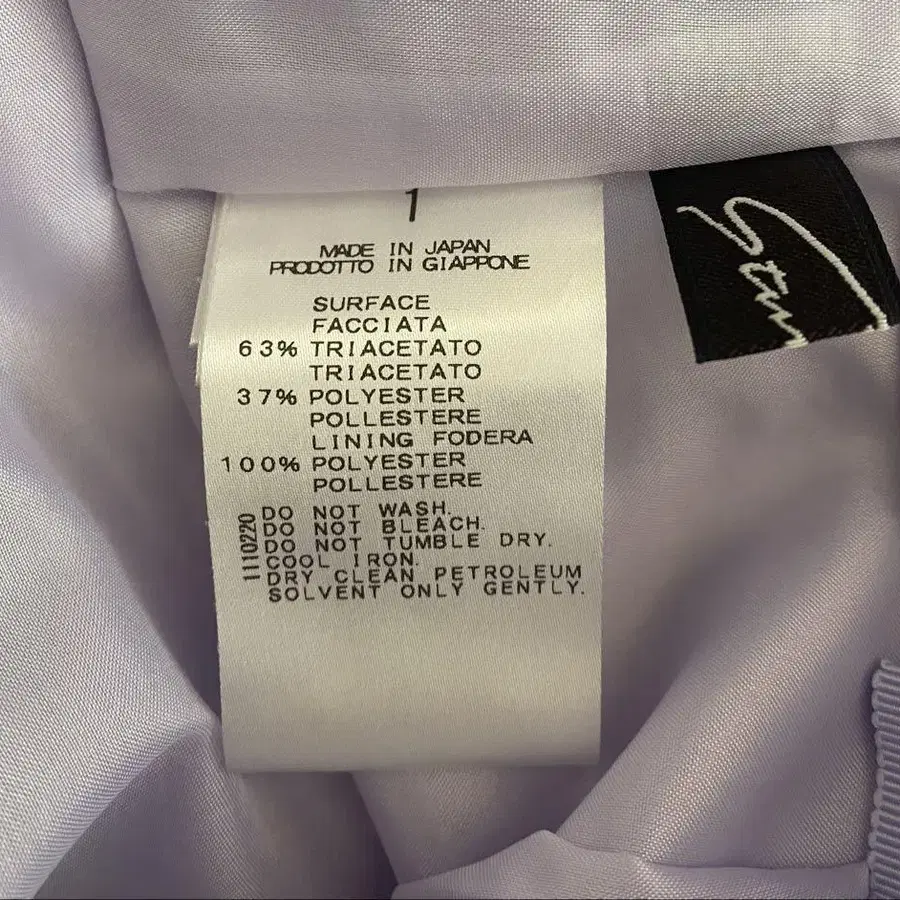 1
MADE IN JAPAN
PRODOTTO IN GIAPPONE
SURFACE
FACCIATA
63% TRIACETATO
TRIACETATO
37% POLYESTER
POLLESTERE
LINING FODERA
100% POLYESTER
POLLESTERE
DO NOT WASH.
DO NOT BLEACH.
DO NOT TUMBLE DRY.
COOL IRON.
DRY CLEAN PETROLEUM
SOLVENT ONLY GENTLY.
1110220